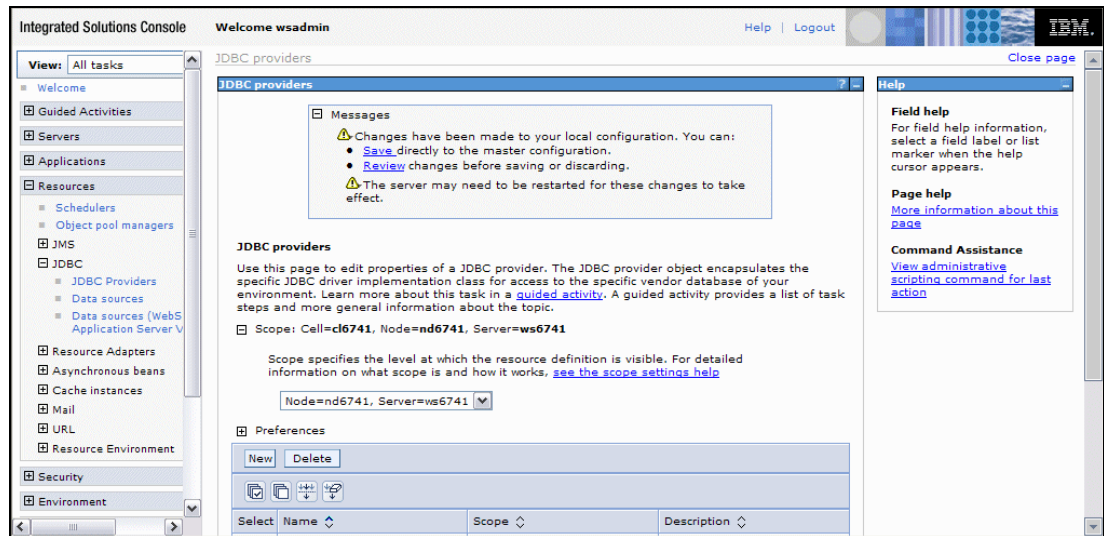 Integrated Solutions Console
Welcome wsadmin
Help | Logout
IBM.
View: All tasks
Welcome
Guided Activities
Servers
Applications
Resources
Schedulers
Object pool managers
JMS
JDBC
JDBC Providers
Data sources
Data sources (WebS
Application Server V
Resource Adapters
Asynchronous beans
Cache instances
Mail
URL
Resource Environment
Security
Environment
JDBC providers
Close page
JDBC providers
Messages
Changes have been made to your local configuration. You can:
Save directly to the master configuration.
Review changes before saving or discarding.
The server may need to be restarted for these changes to take
effect.
JDBC providers
Use this page to edit properties of a JDBC provider. The JDBC provider object encapsulates the
specific JDBC driver implementation class for access to the specific vendor database of your
environment. Learn more about this task in a guided activity. A guided activity provides a list of task
steps and more general information about the topic.
Scope: Cell=cl6741, Node=nd6741, Server=ws6741
Scope specifies the level at which the resource definition is visible. For detailed
information on what scope is and how it works, see the scope settings help
Node=nd6741, Server=ws6741
Preferences
New Delete
Select Name Scope Description
Help
Field help
For field help information,
select a field label or list
marker when the help
cursor appears.
Page help
More information about this
page
Command Assistance
View administrative
scripting command for last
action